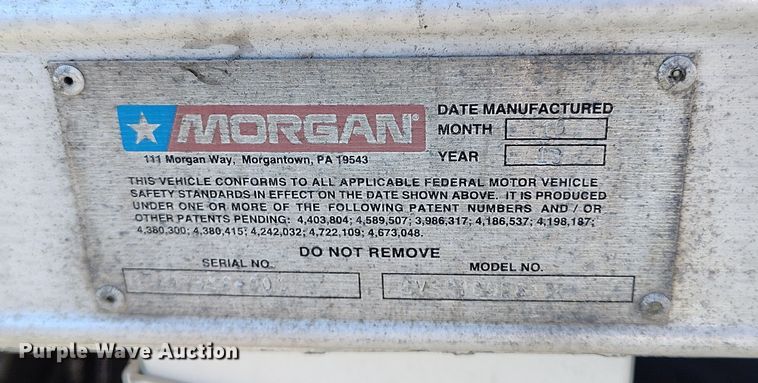 MORGAN®
111 Morgan Way, Morgantown, PA 19543
DATE MANUFACTURED
MONTH
YEAR
THIS VEHICLE CONFORMS TO ALL APPLICABLE FEDERAL MOTOR VEHICLE
SAFETY STANDARDS IN EFFECT ON THE DATE SHOWN ABOVE. IT IS PRODUCED
UNDER ONE OR MORE OF THE FOLLOWING PATENT NUMBERS AND / OR
OTHER PATENTS PENDING: 4,403,804; 4,589,507; 3,986,317; 4,186,537; 4,198,187;
4,380,300; 4,380,415; 4,242,032; 4,722,109; 4,673,048.
DO NOT REMOVE
SERIAL NO.
MODEL NO.
Purple Wave Auction